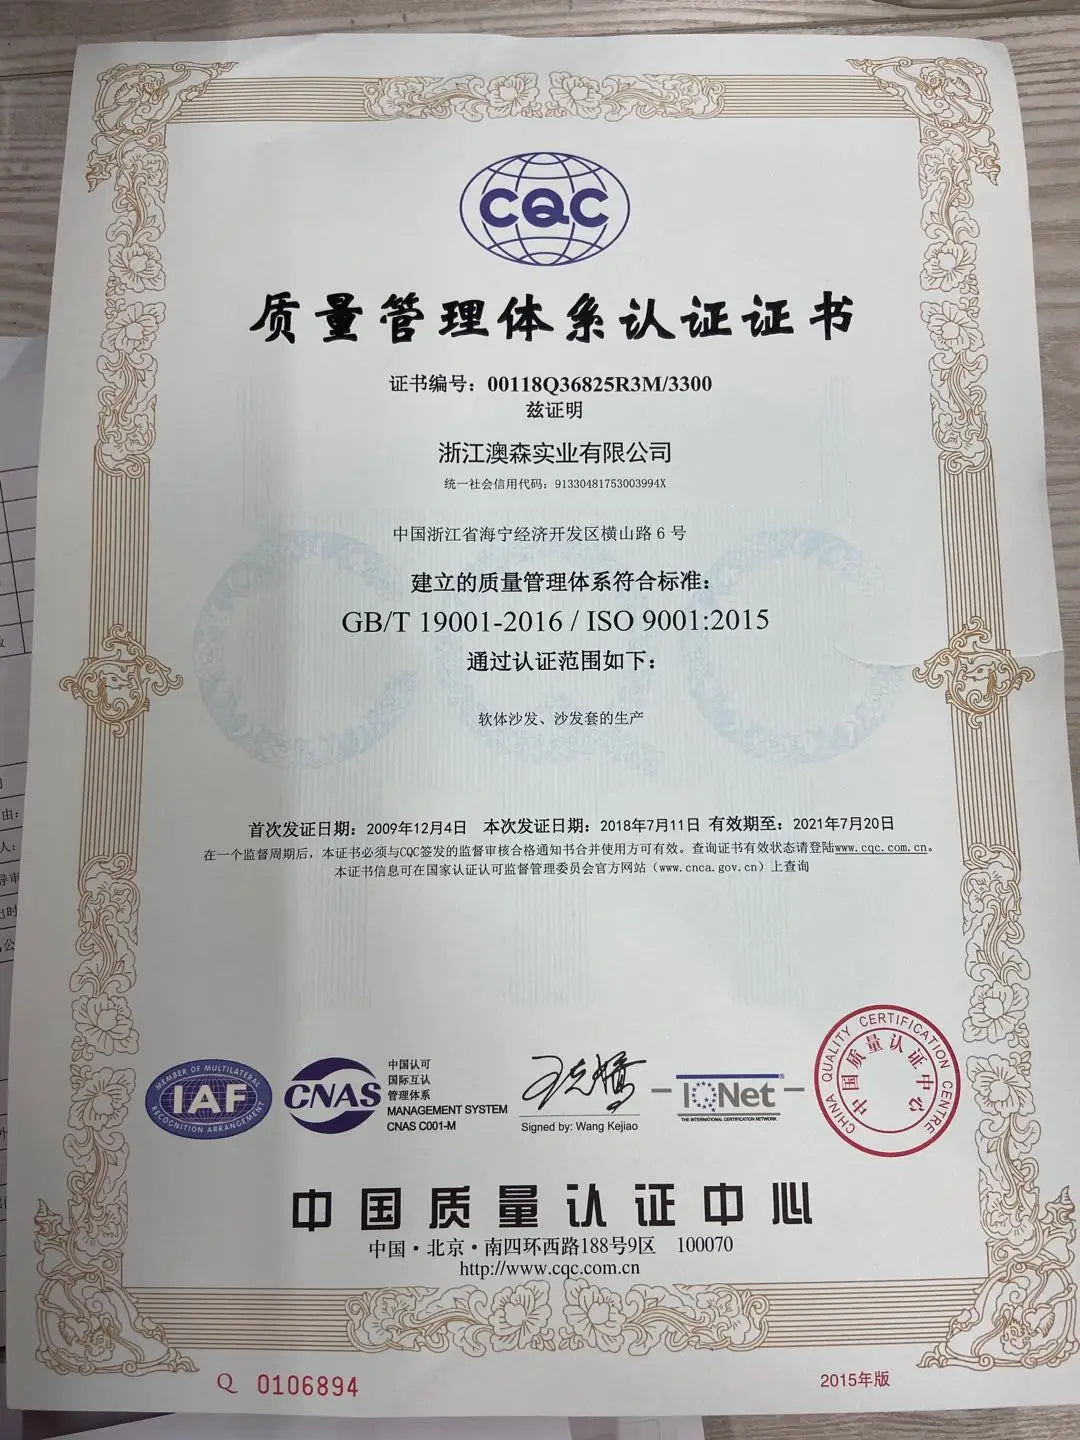 CQC
质量管理体系认证证书
证书编号：00118Q36825R3M/3300
兹证明
浙江澳森实业有限公司
统一社会信用代码：91330481753003994X
中国浙江省海宁经济开发区横山路 6 号
建立的质量管理体系符合标准：
GB/T 19001-2016 / ISO 9001:2015
通过认证范围如下：
软体沙发、沙发套的生产
首次发证日期：2009年12月4日 本次发证日期：2018年7月11日 有效期至：2021年7月20日
在一个监督周期后，本证书必须与CQC签发的监督审核合格通知书合并使用方可有效。查询证书有效状态请登陆www.cqc.com.cn。
本证书信息可在国家认证认可监督管理委员会官方网站（www.cnca.gov.cn）上查询
MEMBER OF MULTILATERAL
IAF
RECOGNITION ARRANGEMENT
CNAS
中国认可
国际互认
管理体系
MANAGEMENT SYSTEM
CNAS C001-M
王克娇
Signed by: Wang Kejiao
IQNet
THE INTERNATIONAL CERTIFICATION NETWORK
CHINA QUALITY CERTIFICATION CENTRE
中国质量认证中心
中国质量认证中心
中国·北京·南四环西路188号9区 100070
http://www.cqc.com.cn
Q 0106894
2015年版